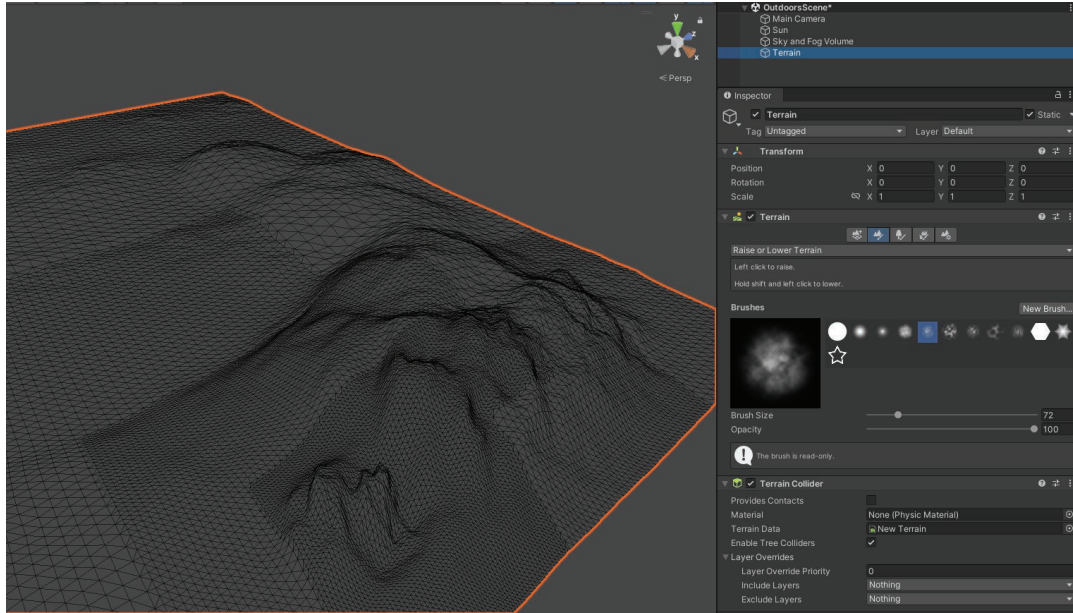 OutdoorsScene*
Main Camera
Sun
Sky and Fog Volume
Terrain
y
z
x
Persp
Inspector
Terrain Static
Tag Untagged Layer Default
Transform
Position X 0 Y 0 Z 0
Rotation X 0 Y 0 Z 0
Scale X 1 Y 1 Z 1
Terrain
Raise or Lower Terrain
Left click to raise.
Hold shift and left click to lower.
Brushes New Brush...
Brush Size 72
Opacity 100
The brush is read-only.
Terrain Collider
Provides Contacts
Material None (Physic Material)
Terrain Data New Terrain
Enable Tree Colliders
Layer Overrides
Layer Override Priority 0
Include Layers Nothing
Exclude Layers Nothing